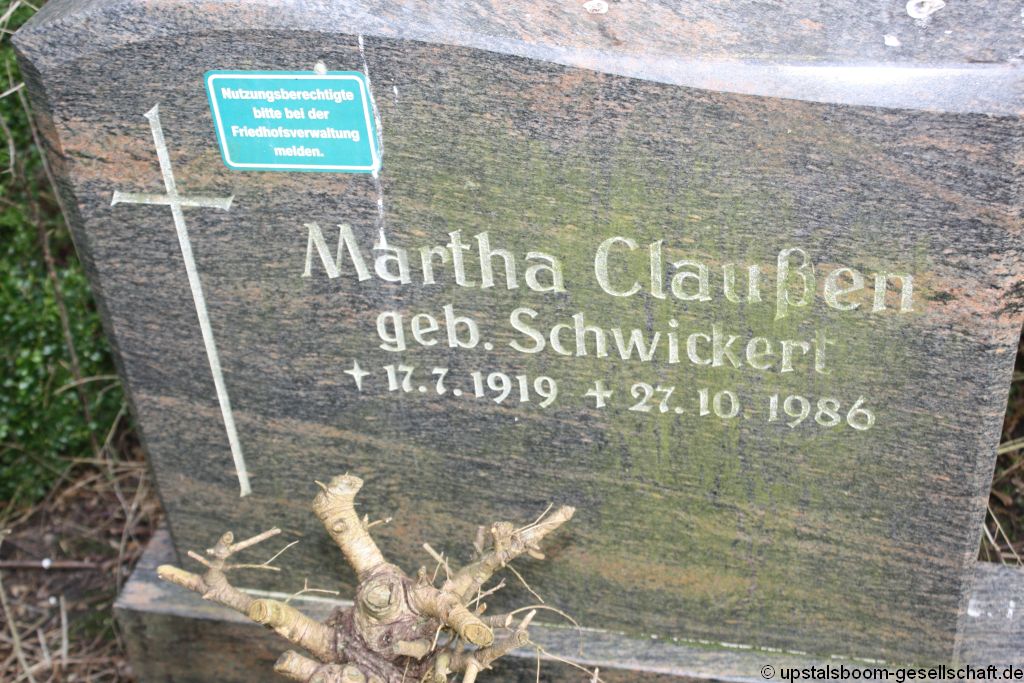 Nutzungsberechtigte
bitte bei der
Friedhofsverwaltung
melden.
Martha Claußen
geb. Schwickert
17.7.1919 + 27.10.1986
© upstalsboom-gesellschaft.de